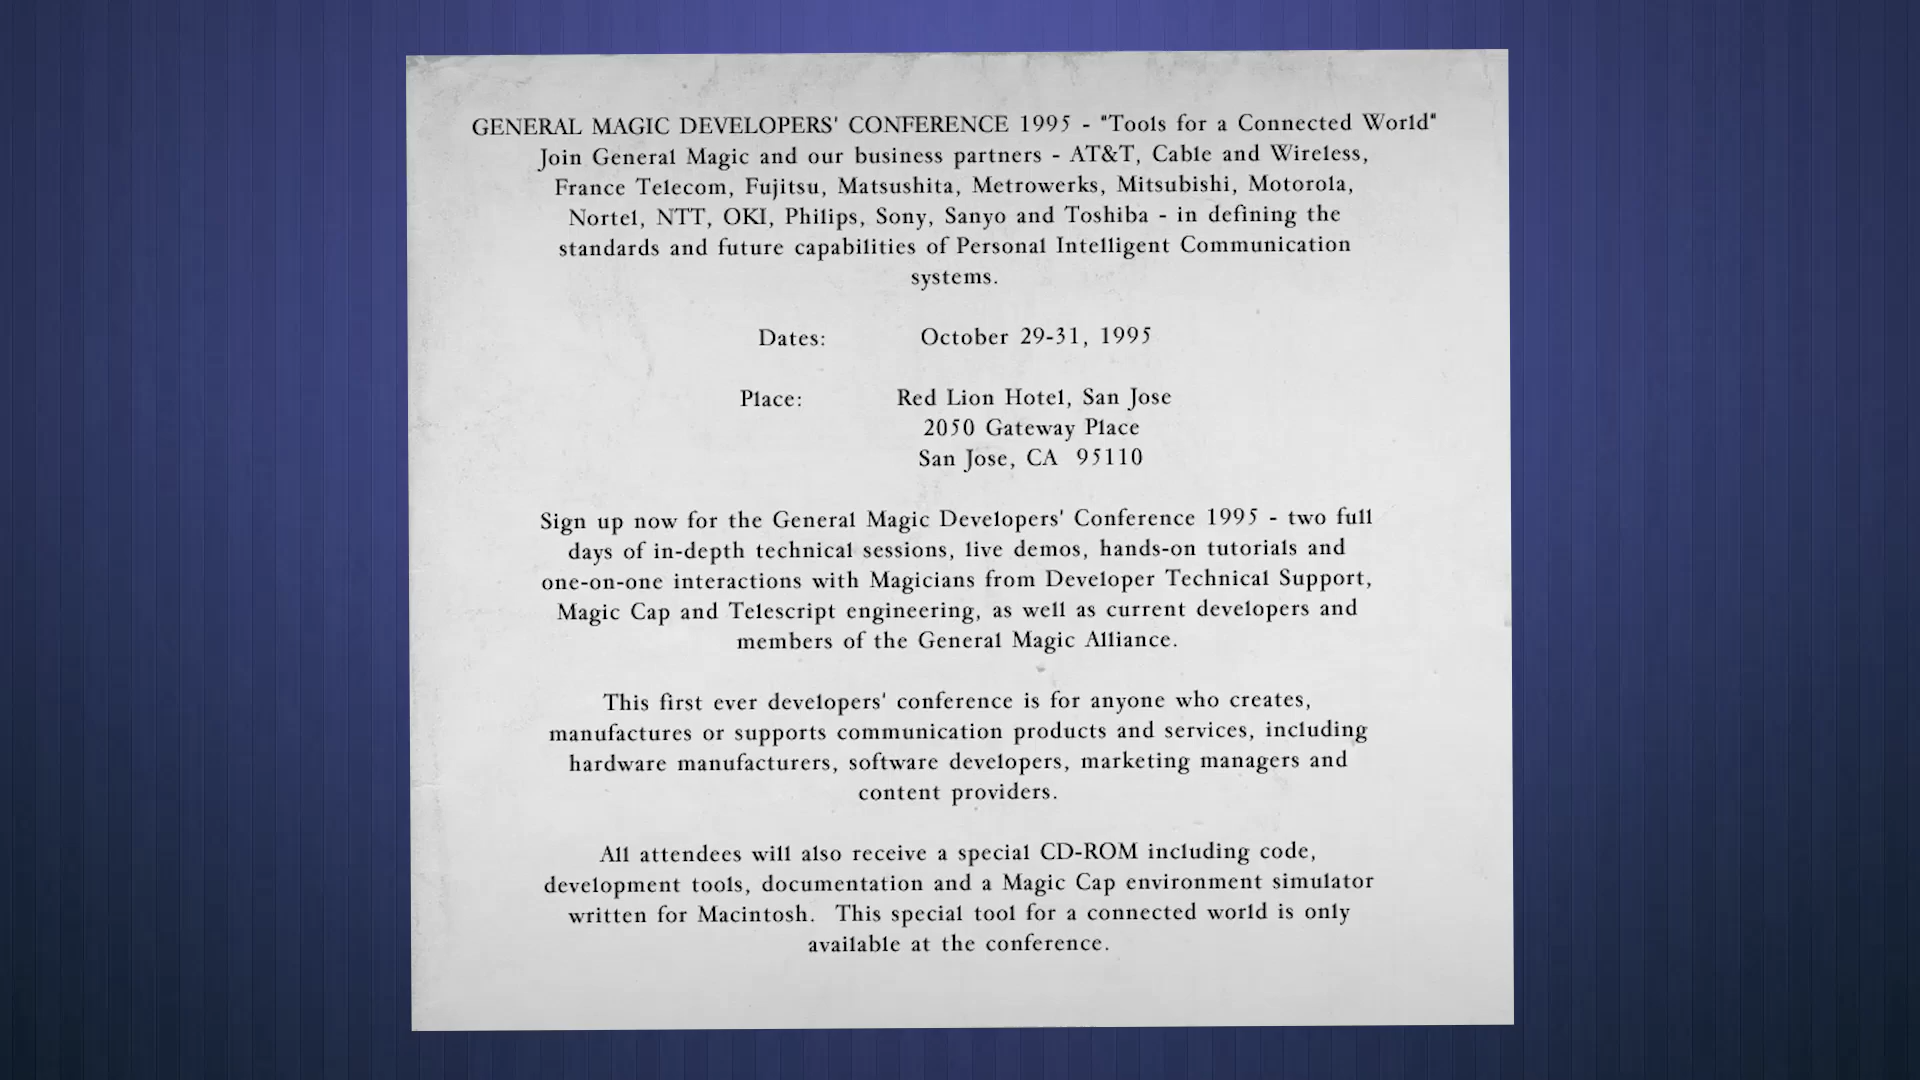 GENERAL MAGIC DEVELOPERS' CONFERENCE 1995 - "Tools for a Connected World"
Join General Magic and our business partners - AT&T, Cable and Wireless,
France Telecom, Fujitsu, Matsushita, Metrowerks, Mitsubishi, Motorola,
Nortel, NTT, OKI, Philips, Sony, Sanyo and Toshiba - in defining the
standards and future capabilities of Personal Intelligent Communication
systems.
Dates: October 29-31, 1995
Place: Red Lion Hotel, San Jose
2050 Gateway Place
San Jose, CA 95110
Sign up now for the General Magic Developers' Conference 1995 - two full
days of in-depth technical sessions, live demos, hands-on tutorials and
one-on-one interactions with Magicians from Developer Technical Support,
Magic Cap and Telescript engineering, as well as current developers and
members of the General Magic Alliance.
This first ever developers' conference is for anyone who creates,
manufactures or supports communication products and services, including
hardware manufacturers, software developers, marketing managers and
content providers.
All attendees will also receive a special CD-ROM including code,
development tools, documentation and a Magic Cap environment simulator
written for Macintosh. This special tool for a connected world is only
available at the conference.